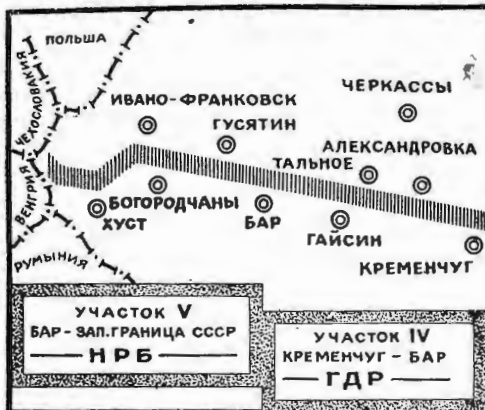 ПОЛЬША
ЧЕХОСЛОВАКИЯ
ВЕНГРИЯ
РУМЫНИЯ
ИВАНО-ФРАНКОВСК
ГУСЯТИН
ЧЕРКАССЫ
АЛЕКСАНДРОВКА
ТАЛЬНОЕ
БОГОРОДЧАНЫ
ХУСТ
БАР
ГАЙСИН
КРЕМЕНЧУГ
УЧАСТОК V
БАР-ЗАП.ГРАНИЦА СССР
НРБ
УЧАСТОК IV
КРЕМЕНЧУГ - БАР
ГДР